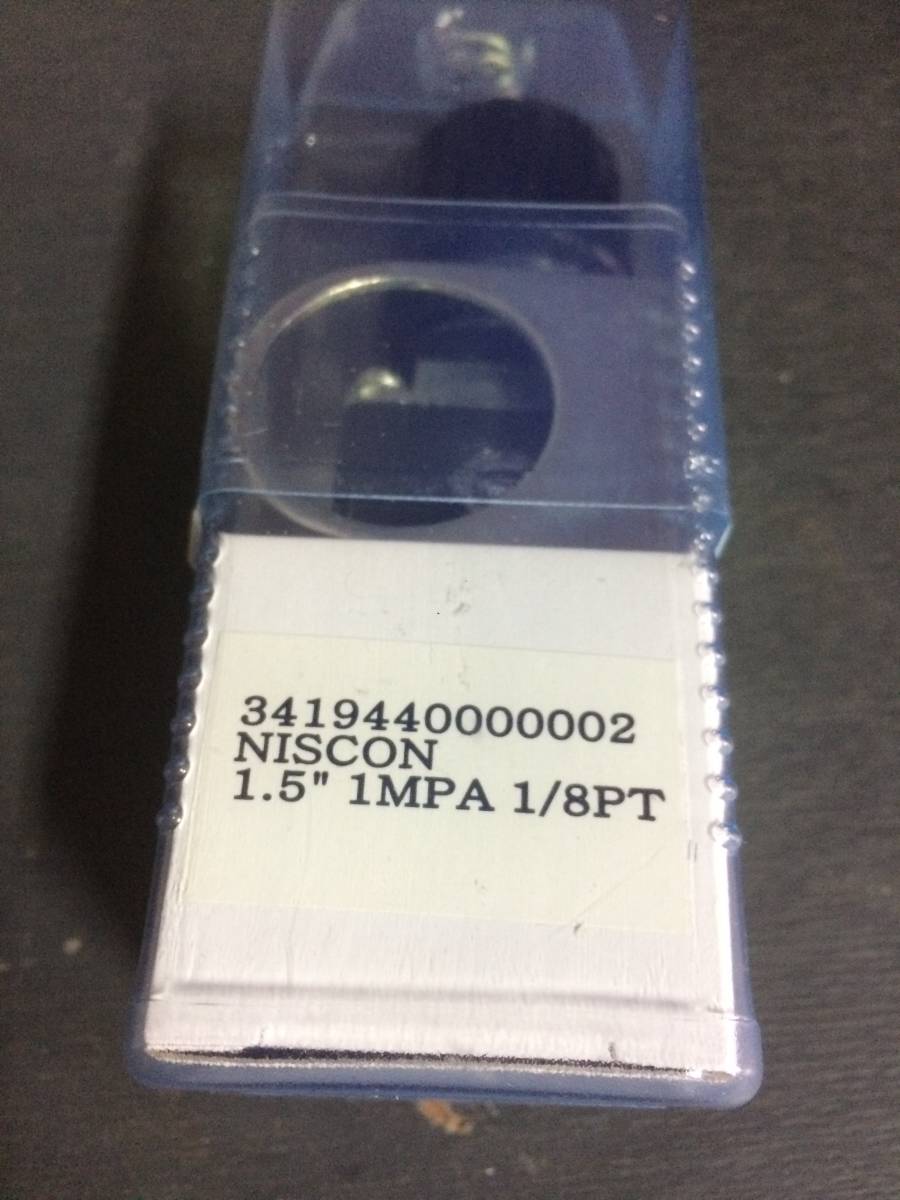 3419440000002
NISCON
1.5" 1MPA 1/8PT